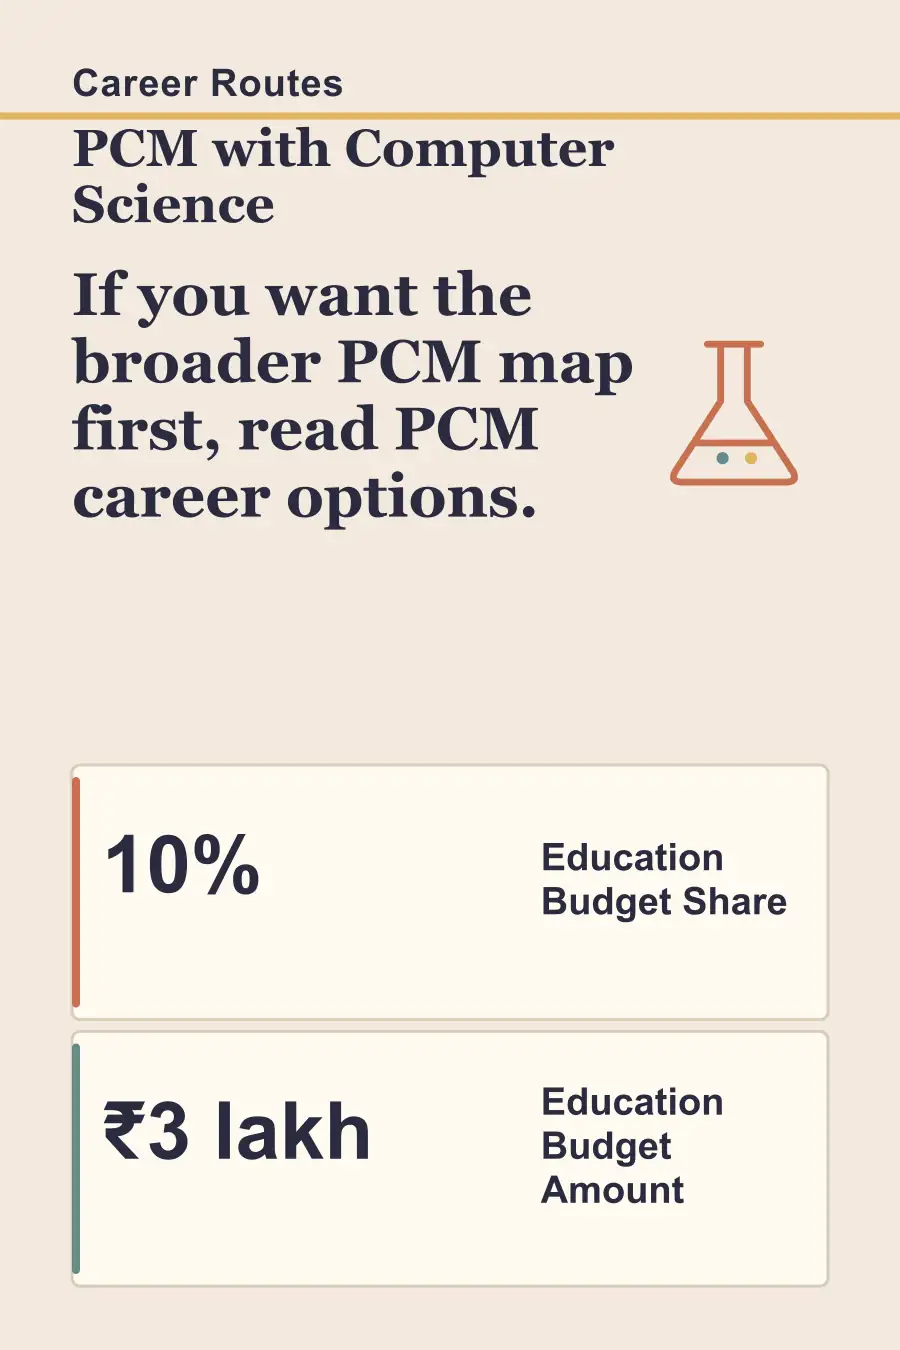 Career Routes
PCM with Computer
Science
If you want the
broader PCM map
first, read PCM
career options.
10%
Education
Budget Share
₹3 lakh
Education
Budget
Amount